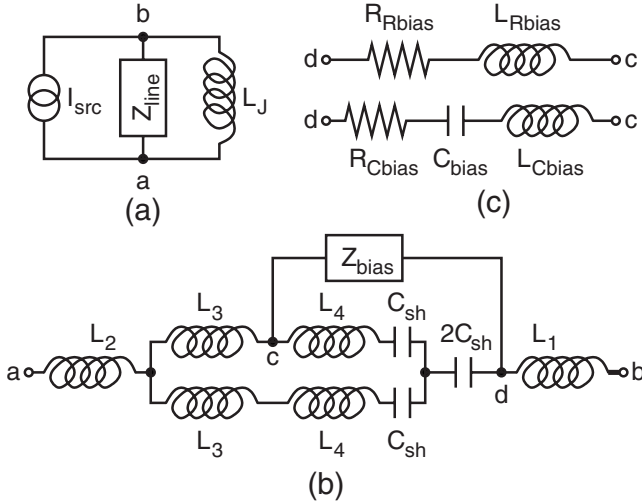 b
I_src
Z_line
L_J
a
(a)
R_Rbias L_Rbias
d c
d c
R_Cbias C_bias L_Cbias
(c)
Z_bias
L_3 L_4 C_sh
2C_sh L_1
L_2
c
a d b
L_3 L_4 C_sh
(b)